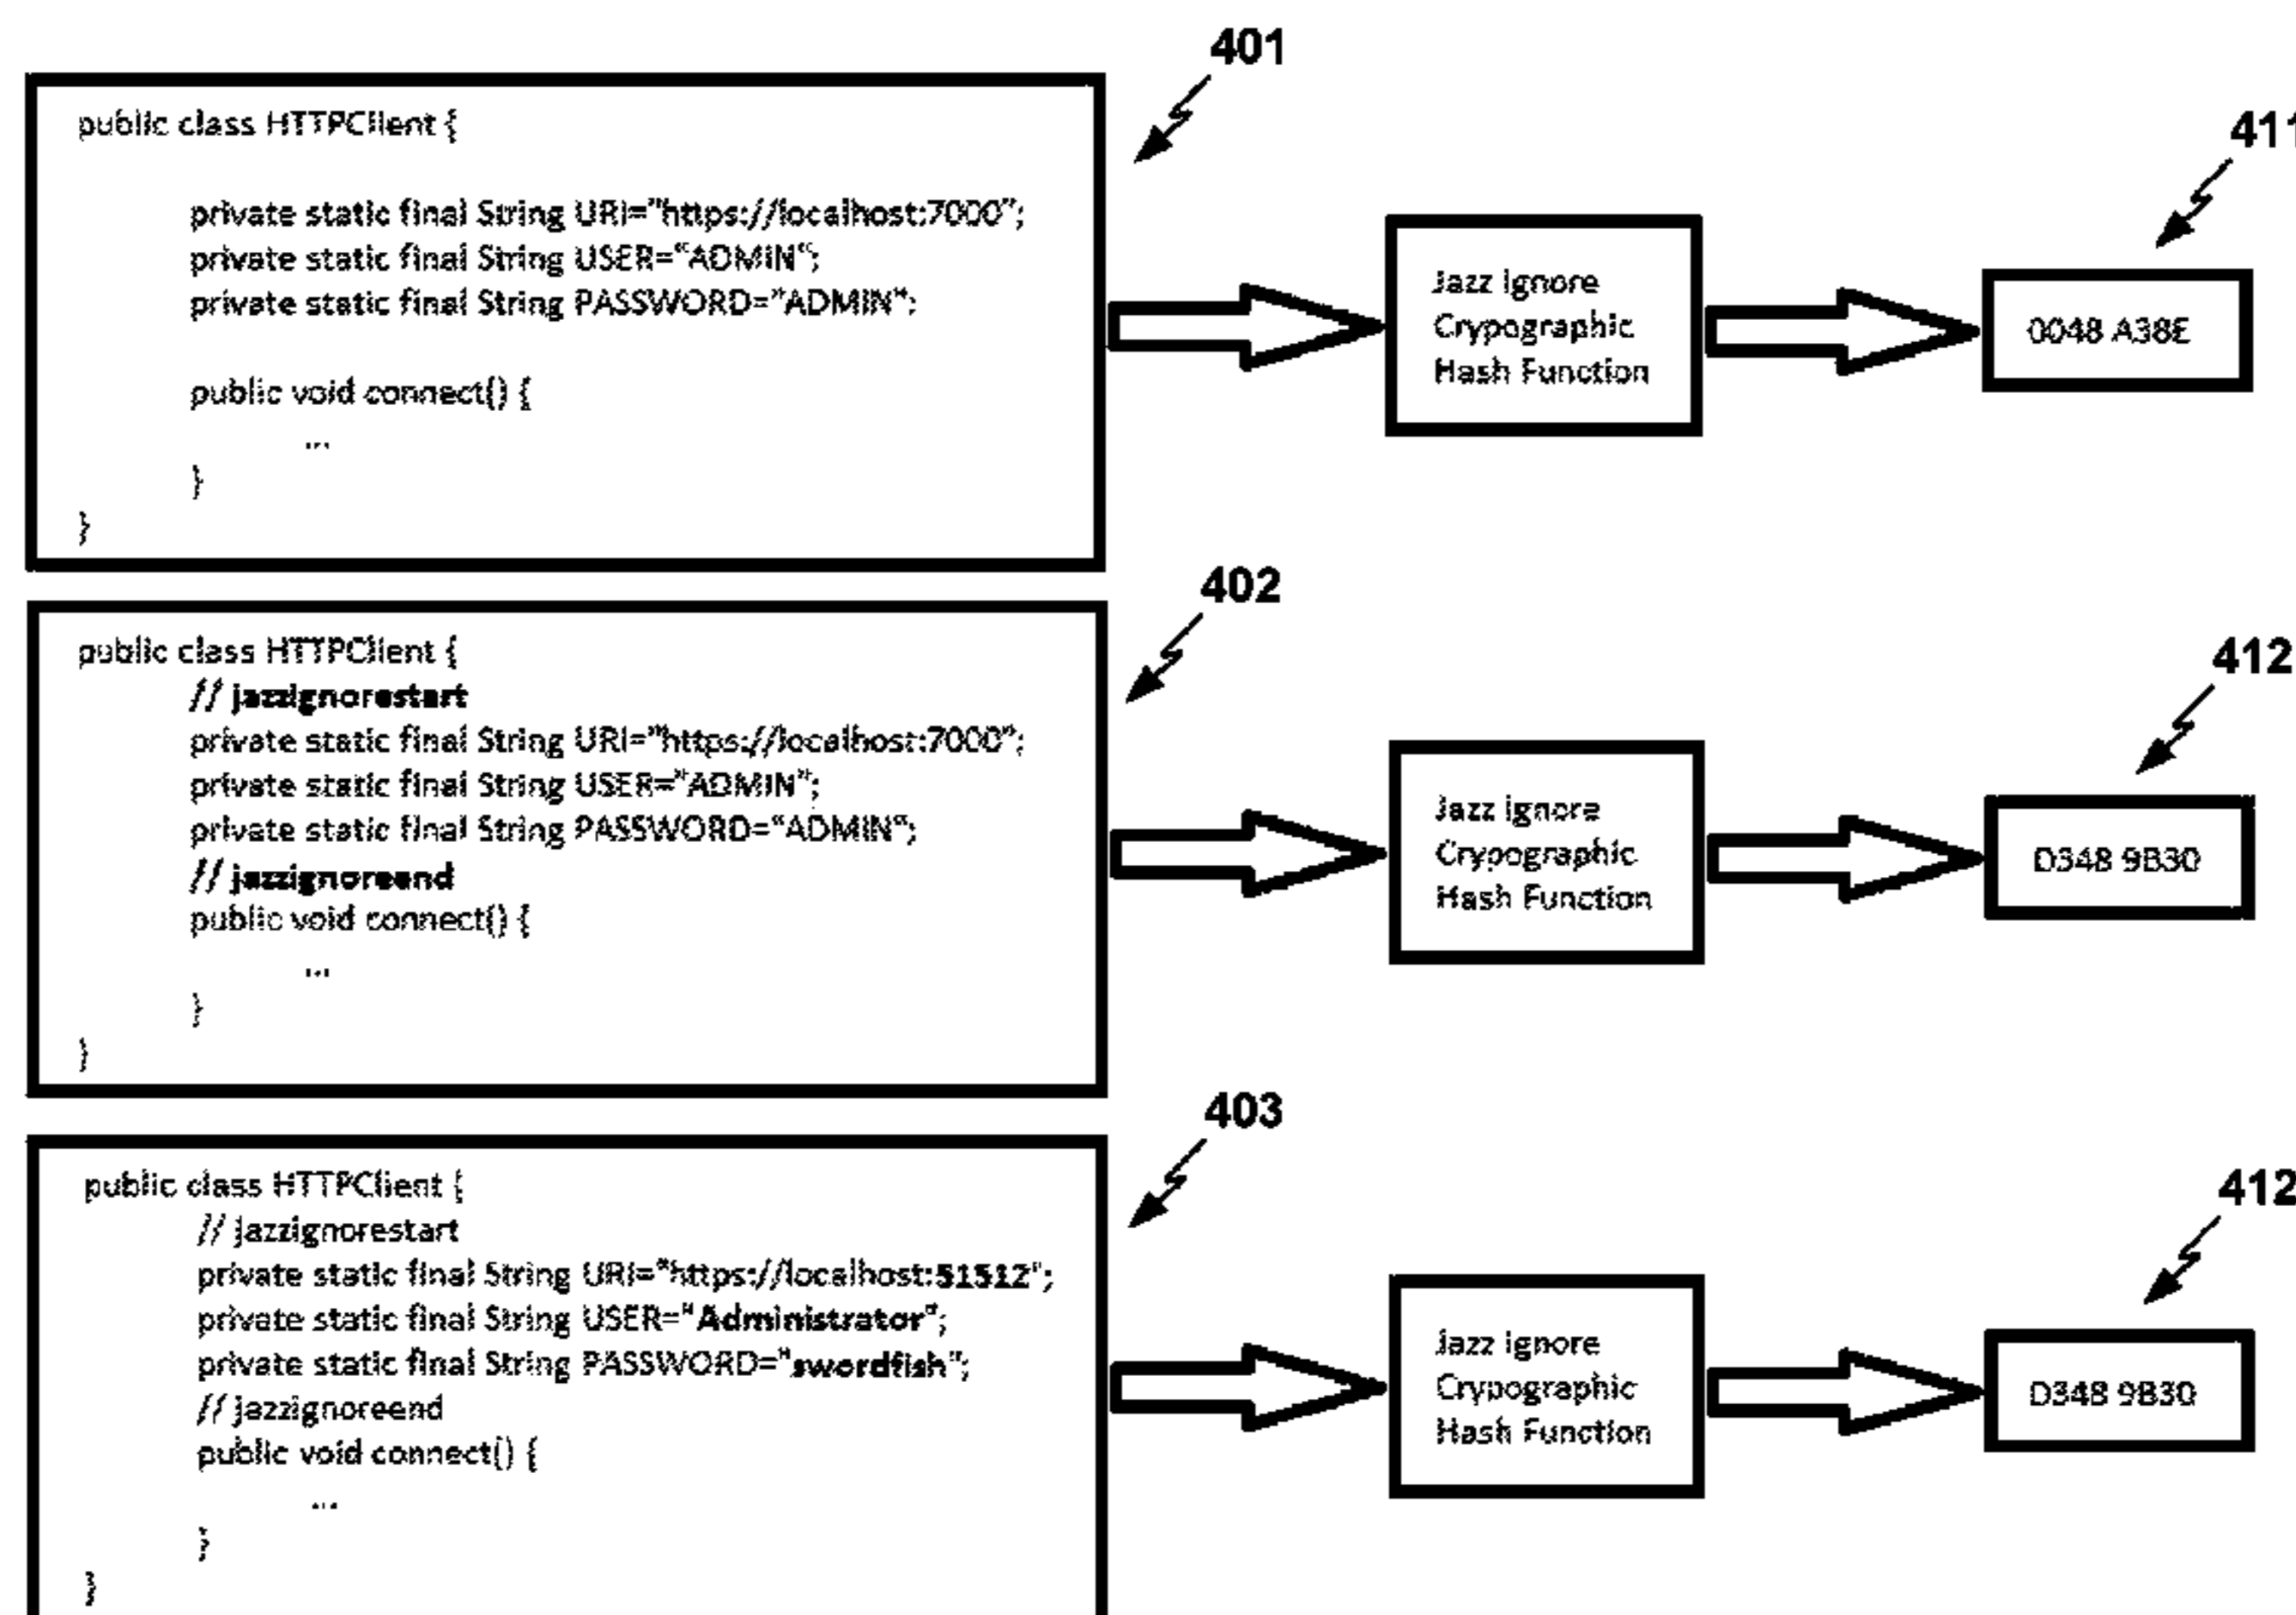 401
public class HTTPClient {
411
private static final String URI="https://localhost:7000";
private static final String USER="ADMIN";
private static final String PASSWORD="ADMIN";
Jazz Ignore
Crypographic
Hash Function
0048 A38E
public void connect() {
...
}
}
402
public class HTTPClient {
412
// jazzignorestart
private static final String URI="https://localhost:7000";
private static final String USER="ADMIN";
private static final String PASSWORD="ADMIN";
// jazzignoreend
Jazz Ignore
Crypographic
Hash Function
D348 9B30
public void connect() {
...
}
}
403
public class HTTPClient {
412
// jazzignorestart
private static final String URI="https://localhost:51512";
private static final String USER="Administrator";
private static final String PASSWORD="swordfish";
// jazzignoreend
Jazz Ignore
Crypographic
Hash Function
D348 9B30
public void connect() {
...
}
}